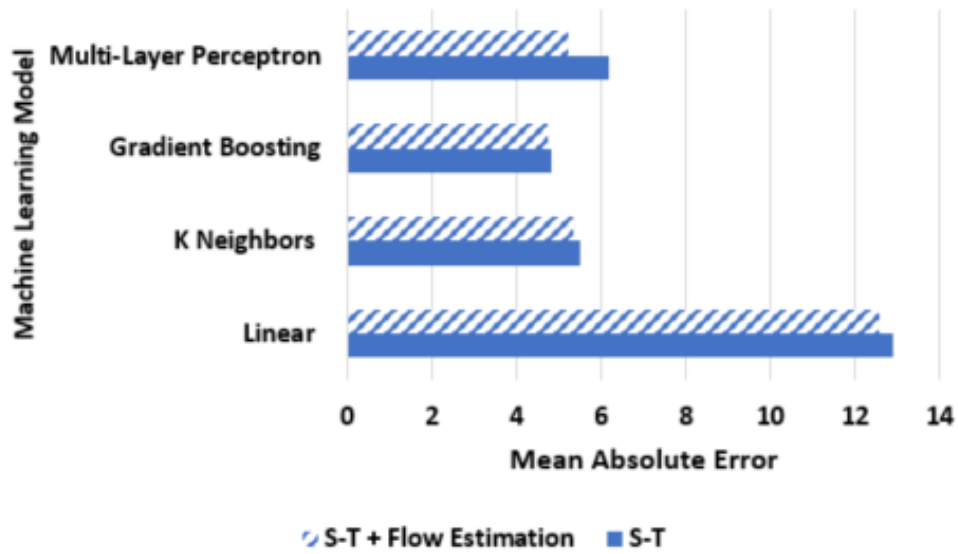 Machine Learning Model
Multi-Layer Perceptron
Gradient Boosting
K Neighbors
Linear
0 2 4 6 8 10 12 14
Mean Absolute Error
S-T + Flow Estimation S-T